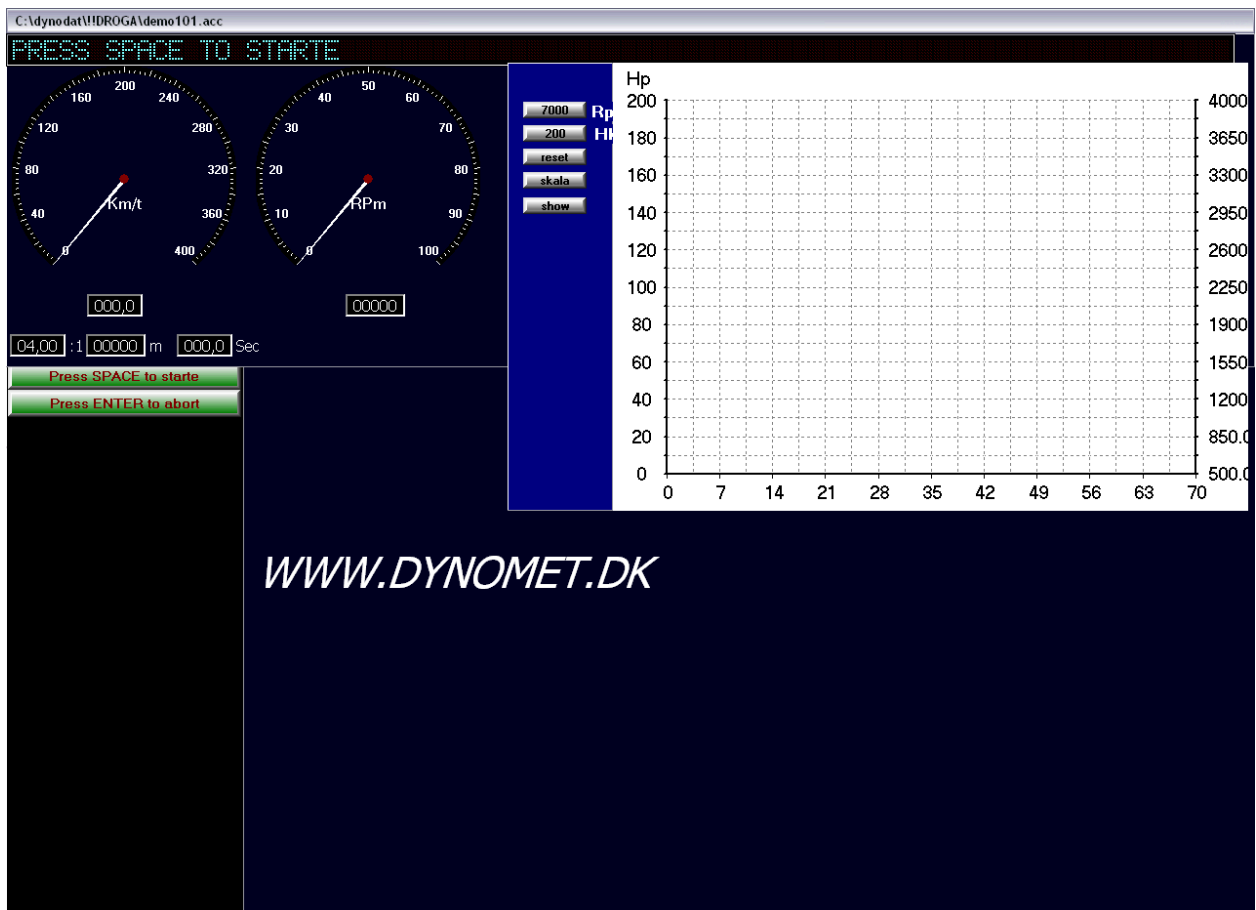 C:\dynodat\!!DROGA\demo101.acc
PRESS SPACE TO STARTE
0 40 80 120 160 200 240 280 320 360 400
Km/t
000,0
0 10 20 30 40 50 60 70 80 90 100
RPm
00000
04,00 :1 00000 m 000,0 Sec
Press SPACE to starte
Press ENTER to abort
7000 Rp
200
reset
skala
show
Hp
200 4000
180 3650
160 3300
140 2950
120 2600
100 2250
80 1900
60 1550
40 1200
20 850.0
0 500.0
0 7 14 21 28 35 42 49 56 63 70
WWW.DYNOMET.DK